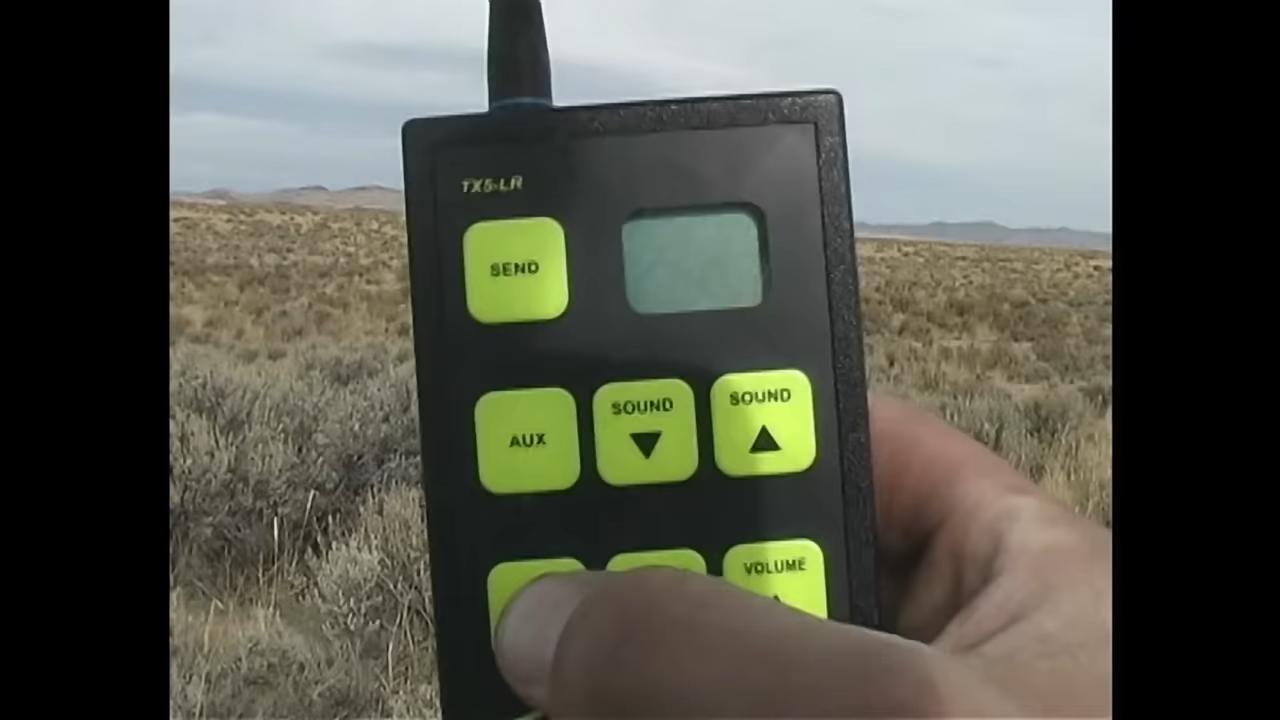 TX5-LR
SEND
AUX
SOUND
▼
SOUND
▲
VOLUME